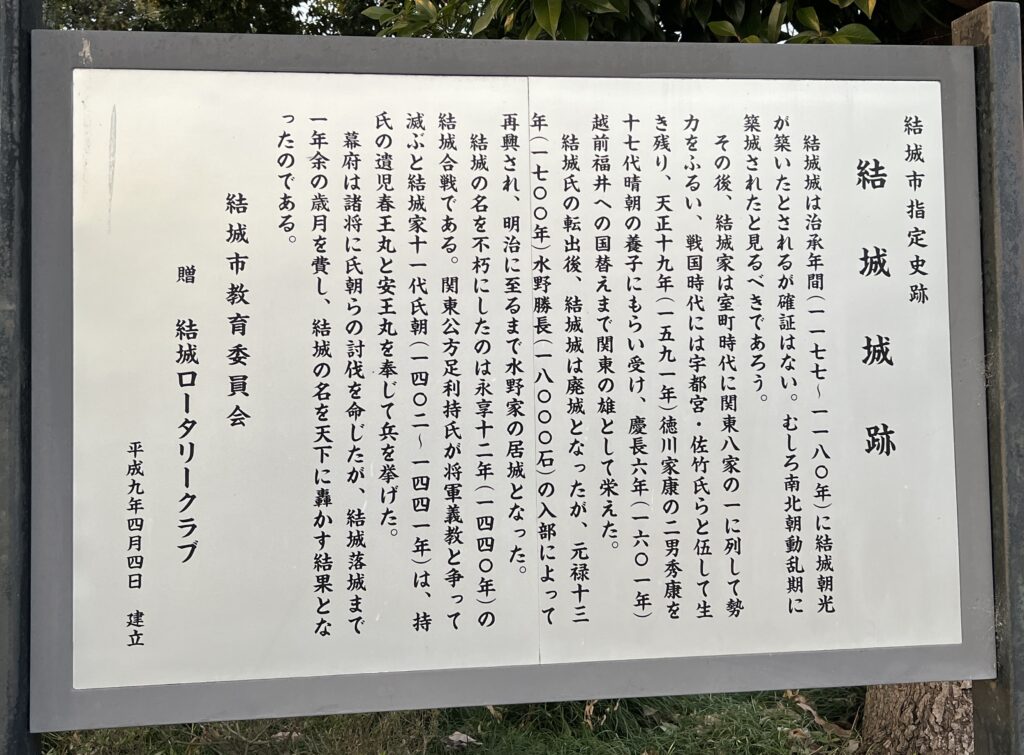 結城市指定史跡
結城城跡
結城城は治承年間(一一七七~一一八〇年)に結城朝光
が築いたとされるが確証はない。むしろ南北朝動乱期に
築城されたと見るべきであろう。
その後、結城家は室町時代に関東八家の一に列して勢
力をふるい、戦国時代には宇都宮・佐竹氏らと伍して生
き残り、天正十九年(一五九一年)徳川家康の二男秀康を
十七代晴朝の養子にもらい受け、慶長六年(一六〇一年)
越前福井への国替えまで関東の雄として栄えた。
結城氏の転出後、結城城は廃城となったが、元禄十三
年(一七〇〇年)水野勝長(一八〇〇〇石)の入部によって
再興され、明治に至るまで水野家の居城となった。
結城の名を不朽にしたのは永享十二年(一四四〇年)の
結城合戦である。関東公方足利持氏が将軍義教と争って
滅ぶと結城家十一代氏朝(一四〇二~一四四一年)は、持
氏の遺児春王丸と安王丸を奉じて兵を挙げた。
幕府は諸将に氏朝らの討伐を命じたが、結城落城まで
一年余の歳月を費し、結城の名を天下に轟かす結果とな
ったのである。
結城市教育委員会
贈 結城ロータリークラブ
平成九年四月四日 建立